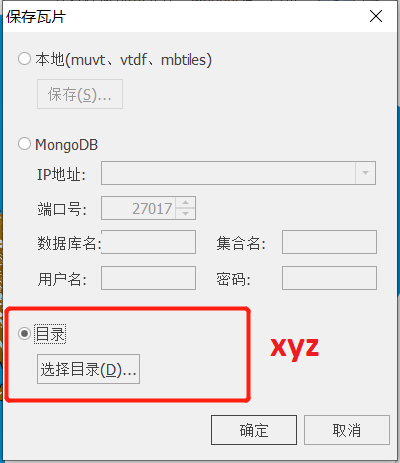 保存瓦片
本地(muvt、vtdf、mbtiles)
保存(S)...
MongoDB
IP地址:
端口号: 27017
数据库名: 集合名:
用户名: 密码:
目录
选择目录(D)...
xyz
确定 取消